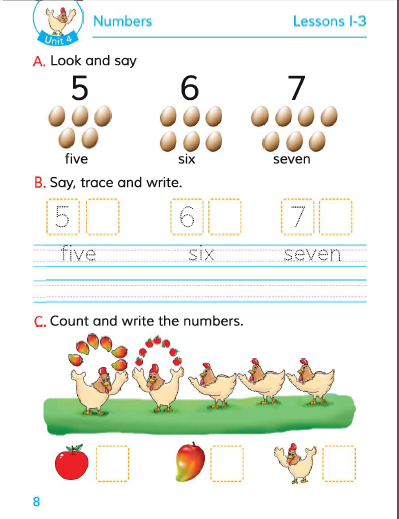 Unit 4
Numbers
Lessons 1-3
A. Look and say
5 6 7
five six seven
B. Say, trace and write.
5 6 7
five six seven
C. Count and write the numbers.
8